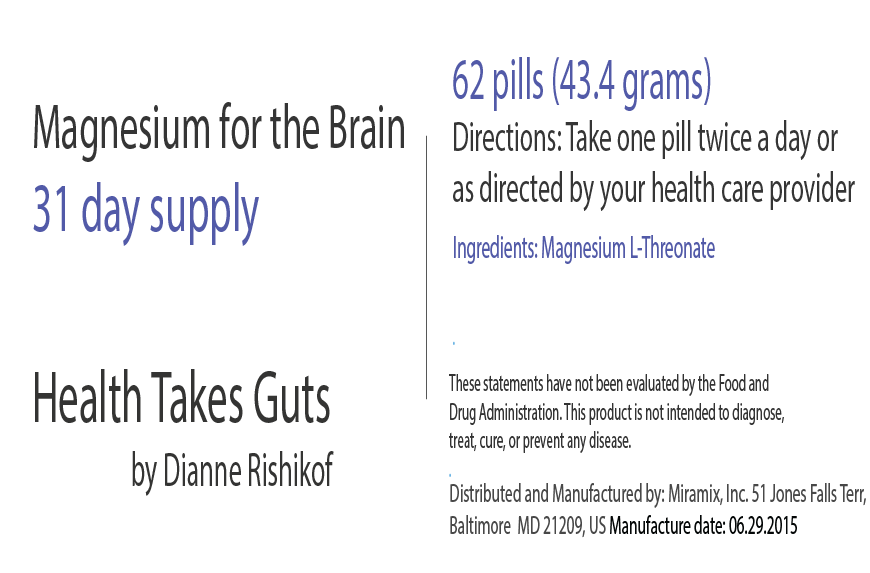 Magnesium for the Brain
31 day supply
Health Takes Guts
by Dianne Rishikof
62 pills (43.4 grams)
Directions: Take one pill twice a day or
as directed by your health care provider
Ingredients: Magnesium L-Threonate
These statements have not been evaluated by the Food and
Drug Administration. This product is not intended to diagnose,
treat, cure, or prevent any disease.
Distributed and Manufactured by: Miramix, Inc. 51 Jones Falls Terr,
Baltimore MD 21209, US Manufacture date: 06.29.2015